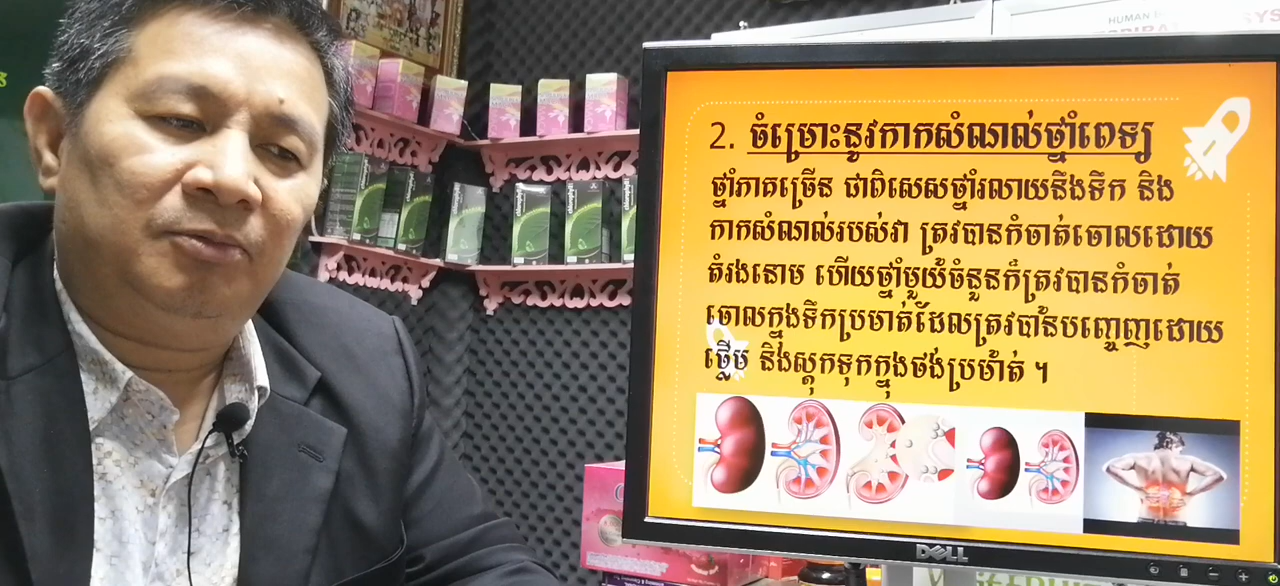 HUMAN
2. ចំម្រោះនូវកាកសំណល់ថ្នាំពេទ្យ
ថ្នាំភាគច្រើន ជាពិសេសថ្នាំរលាយនឹងទឹក និង
កាកសំណល់របស់វា ត្រូវបានកំចាត់ចោលដោយ
តំរងនោម ហើយថ្នាំមួយចំនួនក៏ត្រូវបានកំចាត់
ចោលក្នុងទឹកប្រមាត់ដែលត្រូវបានបញ្ចេញដោយ
ថ្លើម និងស្តុកទុកក្នុងថង់ប្រម៉ាត់ ។
chlorophyll
chlorophyll
chlorophyll
DELL